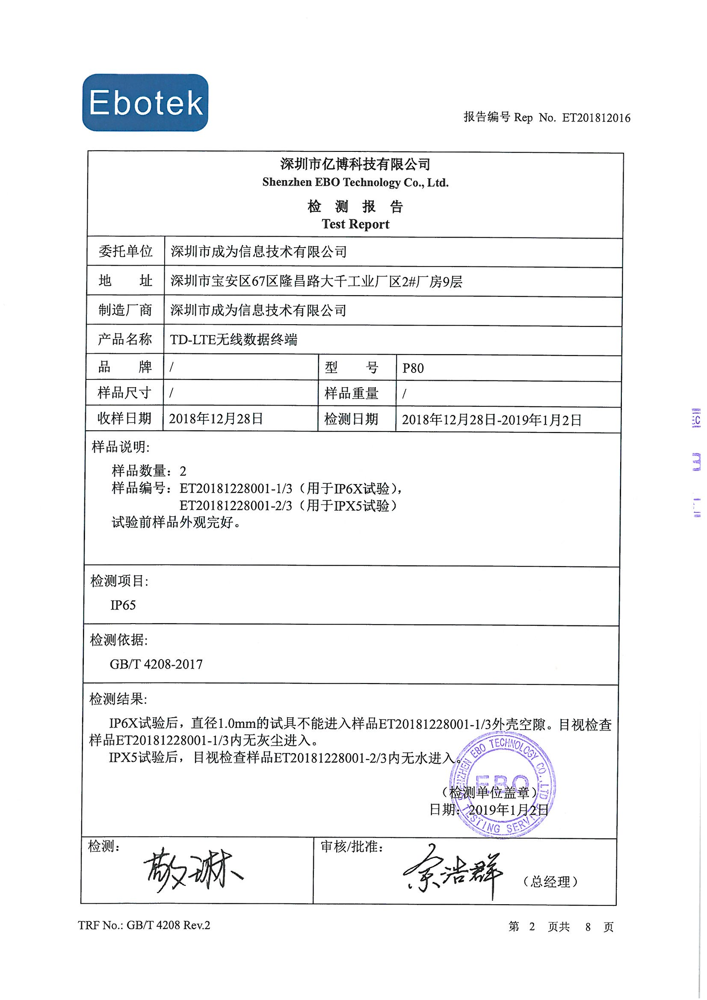 Ebotek
报告编号 Rep No. ET201812016
深圳市亿博科技有限公司
Shenzhen EBO Technology Co., Ltd.
检 测 报 告
Test Report
委托单位 深圳市成为信息技术有限公司
地 址 深圳市宝安区67区隆昌路大千工业厂区2#厂房9层
制造厂商 深圳市成为信息技术有限公司
产品名称 TD-LTE无线数据终端
品 牌 / 型 号 P80
样品尺寸 / 样品重量 /
收样日期 2018年12月28日 检测日期 2018年12月28日-2019年1月2日
样品说明:
样品数量：2
样品编号：ET20181228001-1/3（用于IP6X试验），
ET20181228001-2/3（用于IPX5试验）
试验前样品外观完好。
检测项目:
IP65
检测依据:
GB/T 4208-2017
检测结果:
IP6X试验后，直径1.0mm的试具不能进入样品ET20181228001-1/3外壳空隙。目视检查
样品ET20181228001-1/3内无灰尘进入。
IPX5试验后，目视检查样品ET20181228001-2/3内无水进入。
SHENZHEN EBO TECHNOLOGY CO., LTD
EBO
TESTING SERVICE
（检测单位盖章）
日期：2019年1月2日
检测： 敬琳 审核/批准： 余浩群 （总经理）
TRF No.: GB/T 4208 Rev.2 第 2 页共 8 页